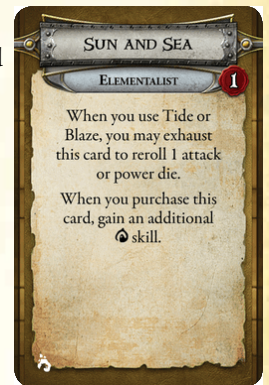 SUN AND SEA
ELEMENTALIST
1
When you use Tide or
Blaze, you may exhaust
this card to reroll 1 attack
or power die.
When you purchase this
card, gain an additional
skill.